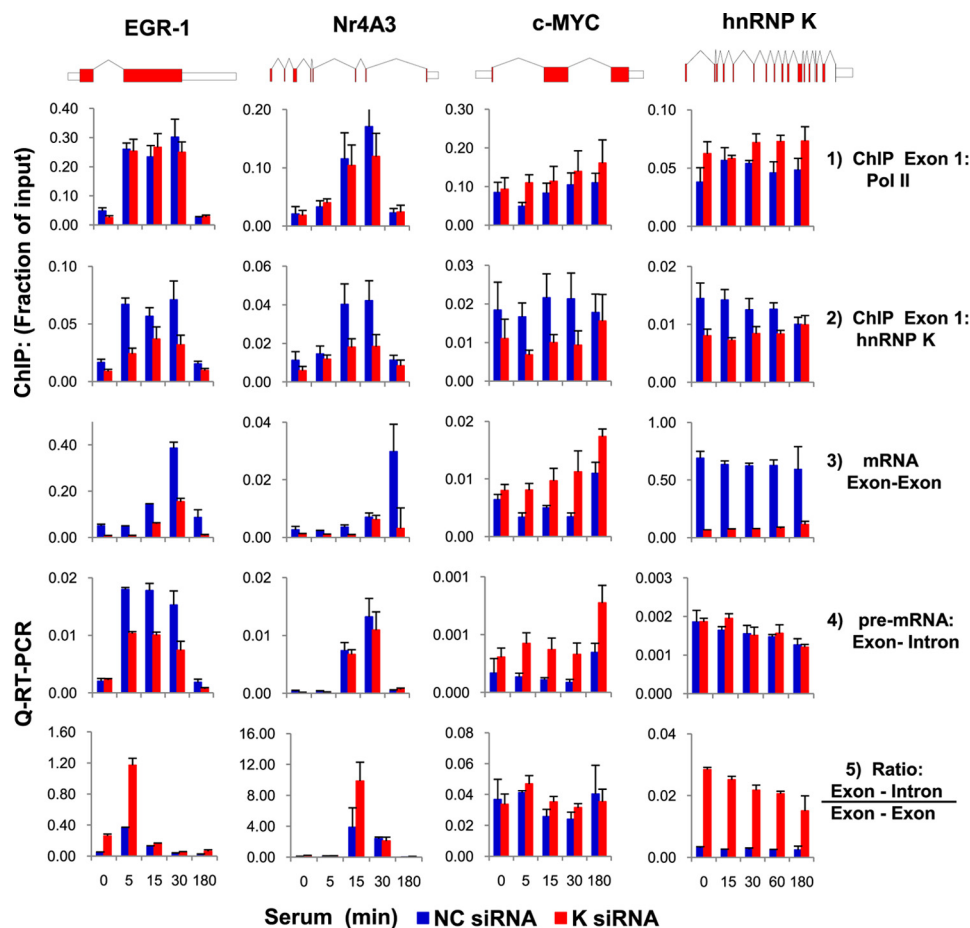 EGR-1 Nr4A3 c-MYC hnRNP K
ChIP: (Fraction of input)
0.40 0.20 0.30 0.10
0.30 0.20
0.20 0.10 0.05
0.10 0.10
0.00 0.00 0.00 0.00
1) ChIP Exon 1:
Pol II
0.10 0.06 0.03 0.02
0.04 0.02
0.05 0.01
0.02 0.01
0.00 0.00 0.00 0.00
2) ChIP Exon 1:
hnRNP K
Q-RT-PCR
0.04 0.02 1.00
0.40
0.20 0.02 0.01 0.50
0.00 0.00 0.00 0.00
3) mRNA
Exon-Exon
0.02 0.02 0.001 0.003
0.002
0.01 0.01 0.001
0.001
0.00 0.00 0.000 0.000
4) pre-mRNA:
Exon- Intron
1.60 16.00 0.08 0.04
1.20 12.00 0.06
0.80 8.00 0.04 0.02
0.40 4.00 0.02
0.00 0.00 0.00 0.00
5) Ratio:
Exon - Intron
Exon - Exon
0 5 15 30 180 0 5 15 30 180 0 5 15 30 180 0 15 30 60 180
Serum (min) NC siRNA K siRNA